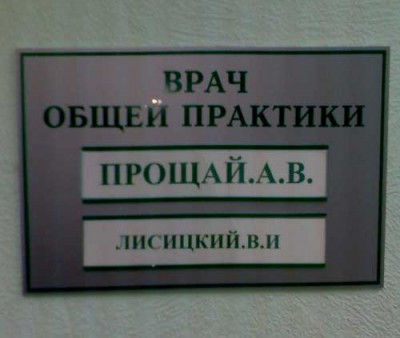 ВРАЧ
ОБЩЕЙ ПРАКТИКИ
ПРОЩАЙ.А.В.
ЛИСИЦКИЙ.В.И